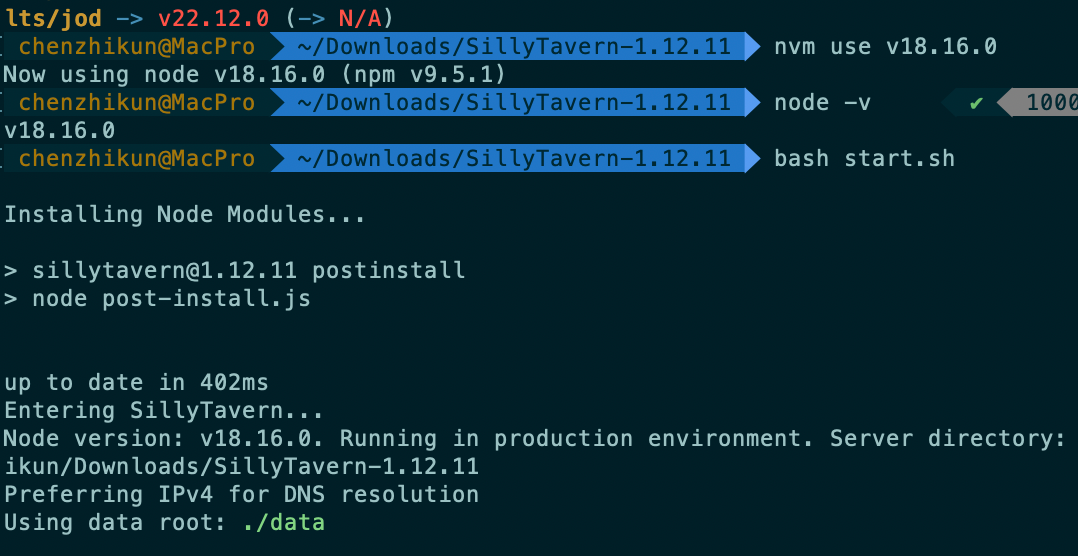 lts/jod -> v22.12.0 (-> N/A)
chenzhikun@MacPro ~/Downloads/SillyTavern-1.12.11 nvm use v18.16.0
Now using node v18.16.0 (npm v9.5.1)
chenzhikun@MacPro ~/Downloads/SillyTavern-1.12.11 node -v ✔ 1000
v18.16.0
chenzhikun@MacPro ~/Downloads/SillyTavern-1.12.11 bash start.sh
Installing Node Modules...
> sillytavern@1.12.11 postinstall
> node post-install.js
up to date in 402ms
Entering SillyTavern...
Node version: v18.16.0. Running in production environment. Server directory:
ikun/Downloads/SillyTavern-1.12.11
Preferring IPv4 for DNS resolution
Using data root: ./data